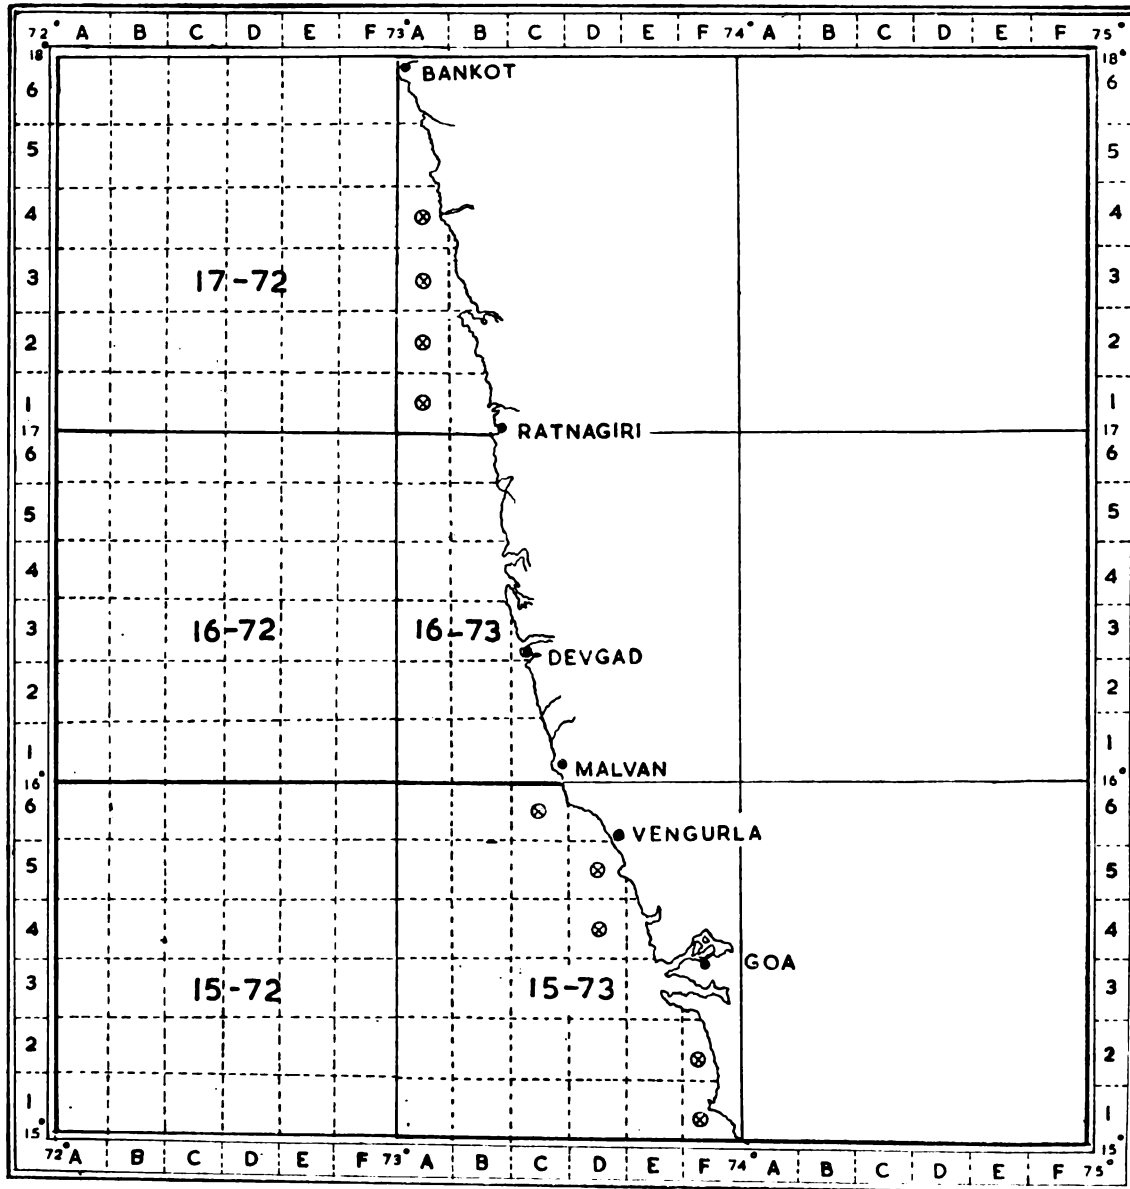 72° A B C D E F 73° A B C D E F 74° A B C D E F 75°
18° 18°
6 BANKOT 6
5 5
4 4
3 17-72 3
2 2
1 1
17 RATNAGIRI 17
6 6
5 5
4 4
3 16-72 16-73 3
DEVGAD
2 2
1 1
MALVAN
16° 16°
6 6
VENGURLA
5 5
4 4
GOA
3 15-72 15-73 3
2 2
1 1
15° 15°
72° A B C D E F 73° A B C D E F 74° A B C D E F 75°